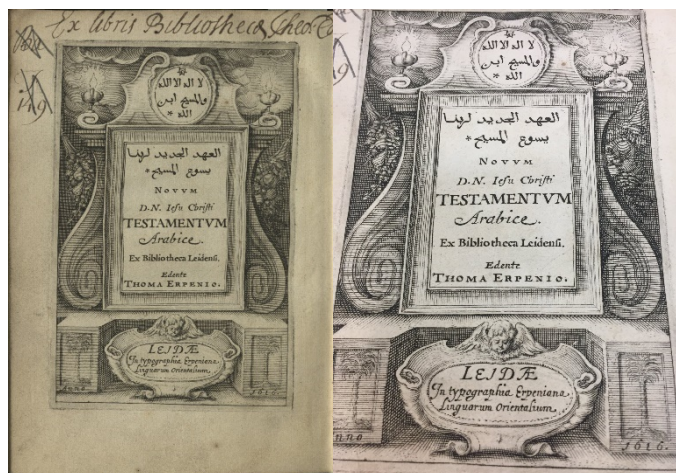 Ex libris Bibliothecæ
لا اله الا الله
والمسيح ابن
الله *
العهد الجديد لربنا
يسوع المسيح *
NOVVM
D.N. Iesu Christi
TESTAMENTVM
Arabice.
Ex Bibliotheca Leidensi.
Edente
THOMA ERPENIO.
LEIDÆ
In typographia Erpeniana
Linguarum Orientalium.
1616.
لا اله الا الله
والمسيح ابن
الله *
العهد الجديد لربنا
يسوع المسيح *
NOVVM
D.N. Iesu Christi
TESTAMENTVM
Arabice.
Ex Bibliotheca Leidensi.
Edente
THOMA ERPENIO.
LEIDÆ
In typographia Erpeniana
Linguarum Orientalium.
nno 1616.